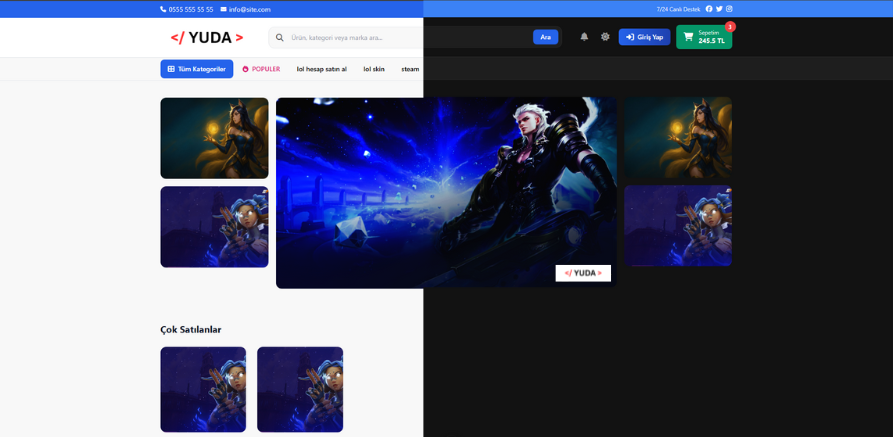 0555 555 55 55 info@site.com 7/24 Canlı Destek
</ YUDA >
Ürün, kategori veya marka ara...
Ara
Giriş Yap
3
Sepetim
245.5 TL
Tüm Kategoriler POPULER lol hesap satın al lol skin steam
</ YUDA >
Çok Satılanlar